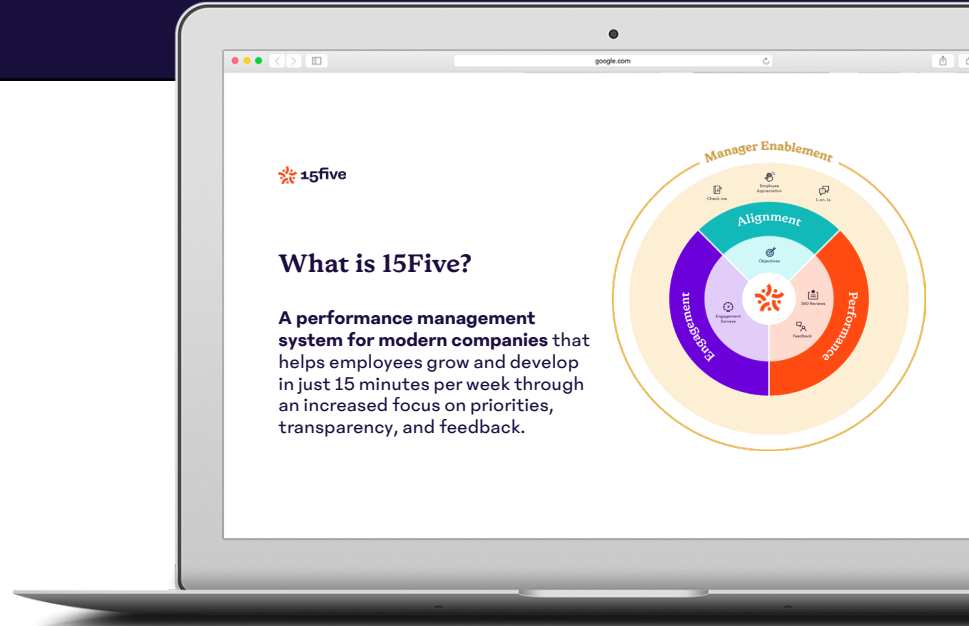 google.com
15five
What is 15Five?
A performance management
system for modern companies that
helps employees grow and develop
in just 15 minutes per week through
an increased focus on priorities,
transparency, and feedback.
Manager Enablement
Check-ins
Employee
Appreciation
1-on-1s
Alignment
Objectives
Engagement
Engagement
Surveys
Performance
360 Reviews
Feedback